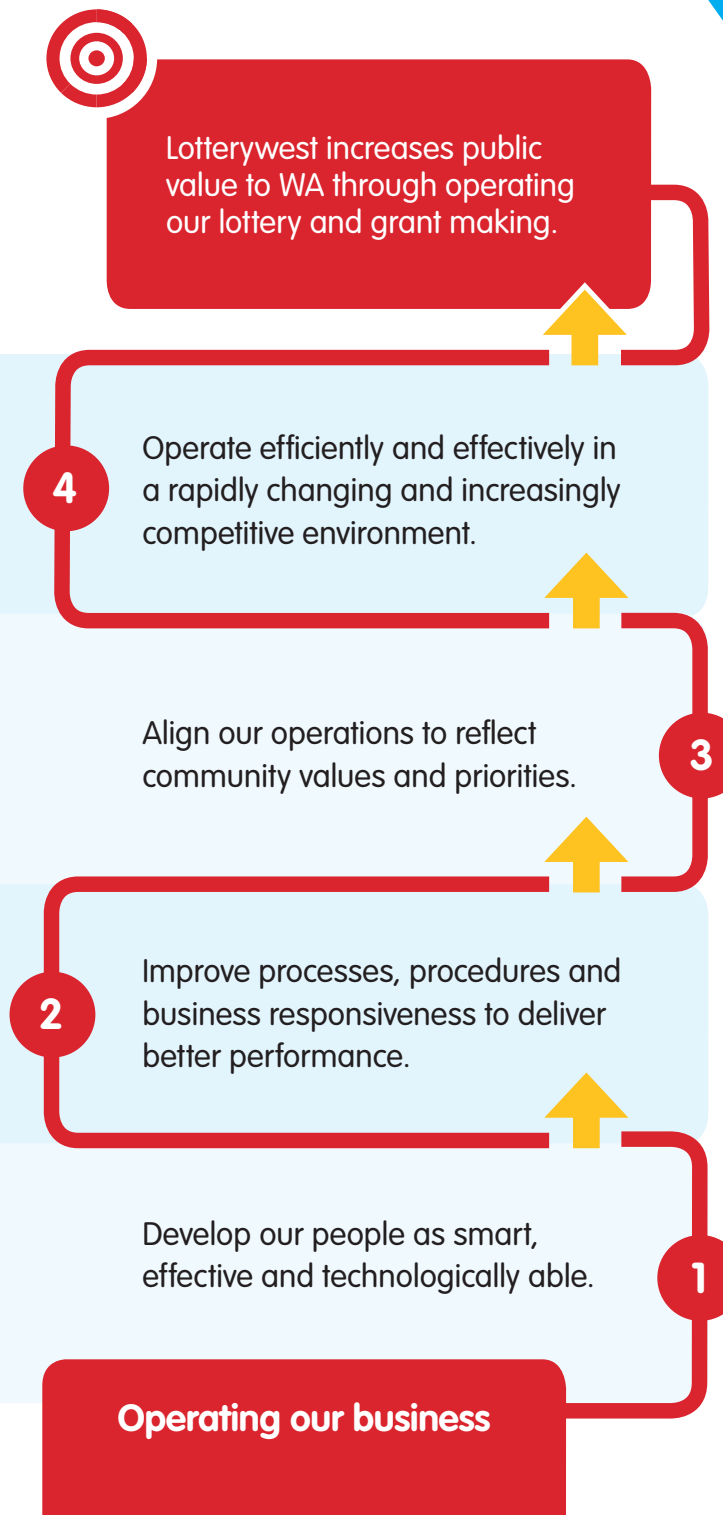 Lotterywest increases public
value to WA through operating
our lottery and grant making.
4
Operate efficiently and effectively in
a rapidly changing and increasingly
competitive environment.
Align our operations to reflect
community values and priorities.
3
2
Improve processes, procedures and
business responsiveness to deliver
better performance.
Develop our people as smart,
effective and technologically able.
1
Operating our business